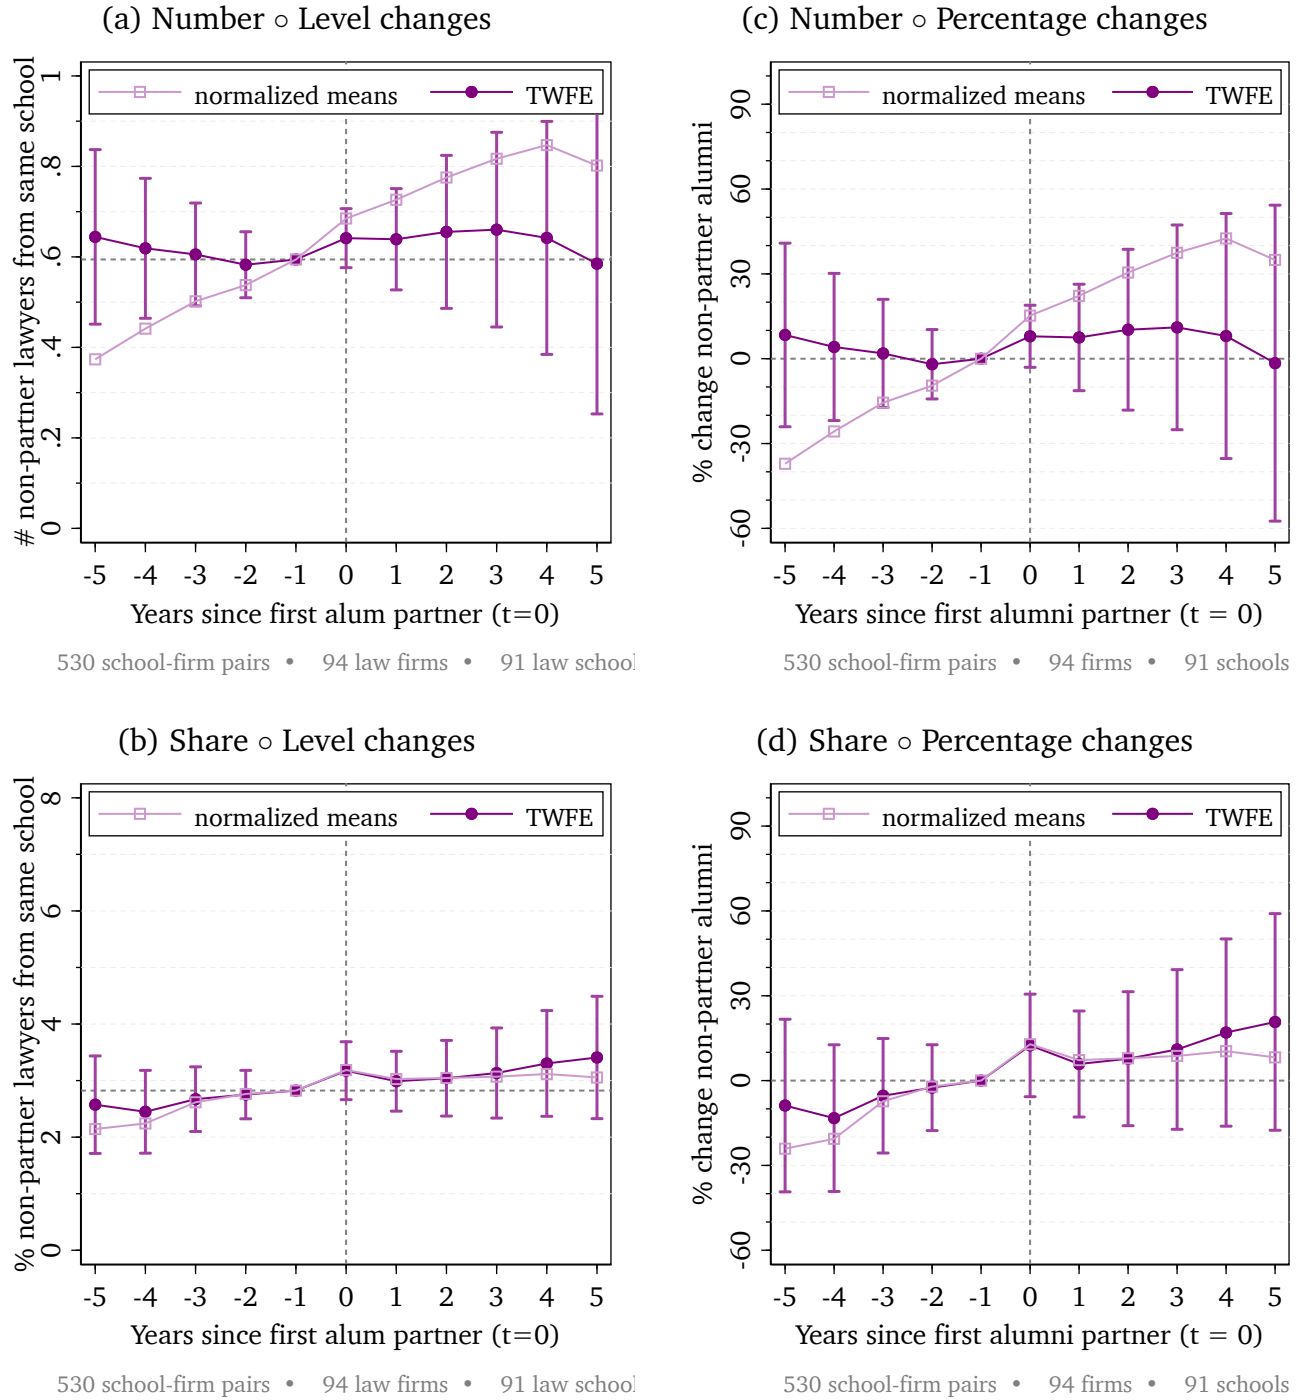 (a) Number ∘ Level changes
# non-partner lawyers from same school
1
.8
.6
.4
.2
0
normalized means
TWFE
-5 -4 -3 -2 -1 0 1 2 3 4 5
Years since first alum partner (t=0)
530 school-firm pairs • 94 law firms • 91 law school
(c) Number ∘ Percentage changes
% change non-partner alumni
90
60
30
0
-30
-60
normalized means
TWFE
-5 -4 -3 -2 -1 0 1 2 3 4 5
Years since first alumni partner (t = 0)
530 school-firm pairs • 94 firms • 91 schools
(b) Share ∘ Level changes
% non-partner lawyers from same school
8
6
4
2
0
normalized means
TWFE
-5 -4 -3 -2 -1 0 1 2 3 4 5
Years since first alum partner (t=0)
530 school-firm pairs • 94 law firms • 91 law school
(d) Share ∘ Percentage changes
% change non-partner alumni
90
60
30
0
-30
-60
normalized means
TWFE
-5 -4 -3 -2 -1 0 1 2 3 4 5
Years since first alumni partner (t = 0)
530 school-firm pairs • 94 firms • 91 schools